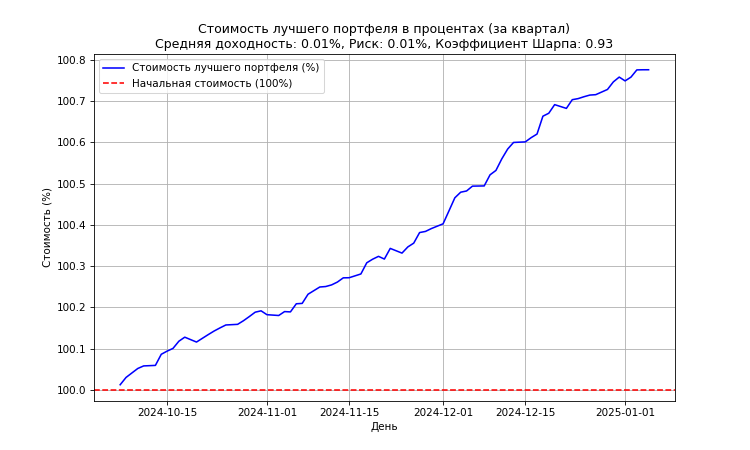 Стоимость лучшего портфеля в процентах (за квартал)
Средняя доходность: 0.01%, Риск: 0.01%, Коэффициент Шарпа: 0.93
Стоимость лучшего портфеля (%)
Начальная стоимость (100%)
Стоимость (%)
100.8
100.7
100.6
100.5
100.4
100.3
100.2
100.1
100.0
2024-10-15
2024-11-01
2024-11-15
2024-12-01
2024-12-15
2025-01-01
День